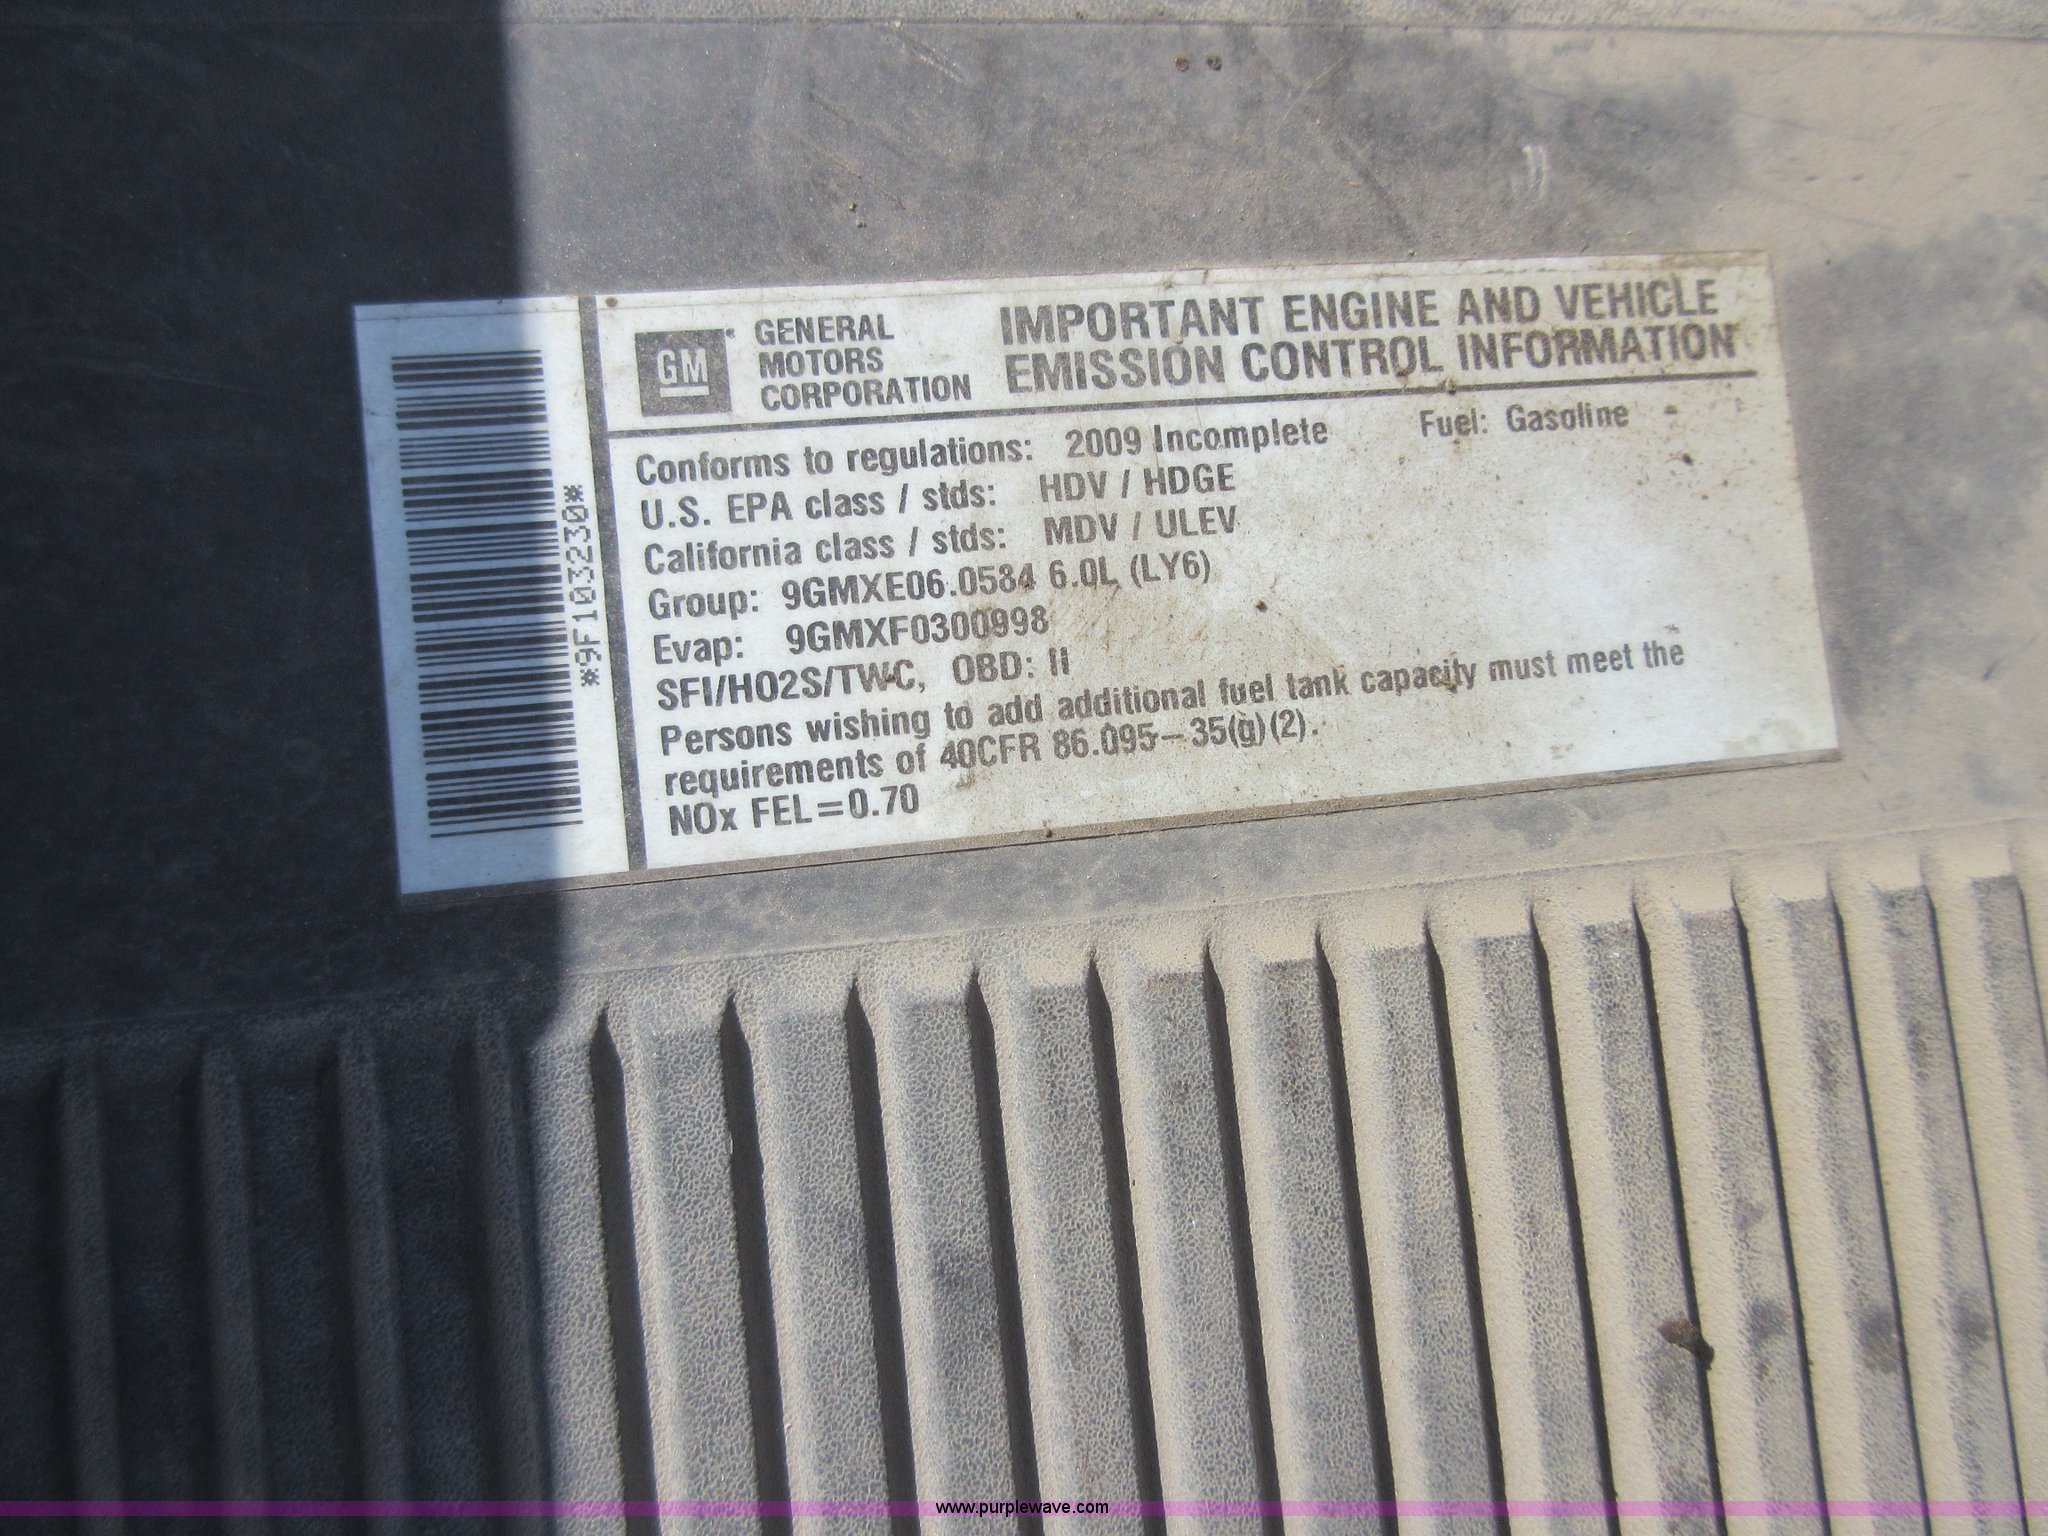 *9F103230*
GM
GENERAL
MOTORS
CORPORATION
IMPORTANT ENGINE AND VEHICLE
EMISSION CONTROL INFORMATION
Conforms to regulations: 2009 Incomplete Fuel: Gasoline
U.S. EPA class / stds: HDV / HDGE
California class / stds: MDV / ULEV
Group: 9GMXE06.0584 6.0L (LY6)
Evap: 9GMXF0300998
SFI/HO2S/TWC, OBD: II
Persons wishing to add additional fuel tank capacity must meet the
requirements of 40CFR 86.095-35(g)(2).
NOx FEL=0.70
www.purplewave.com